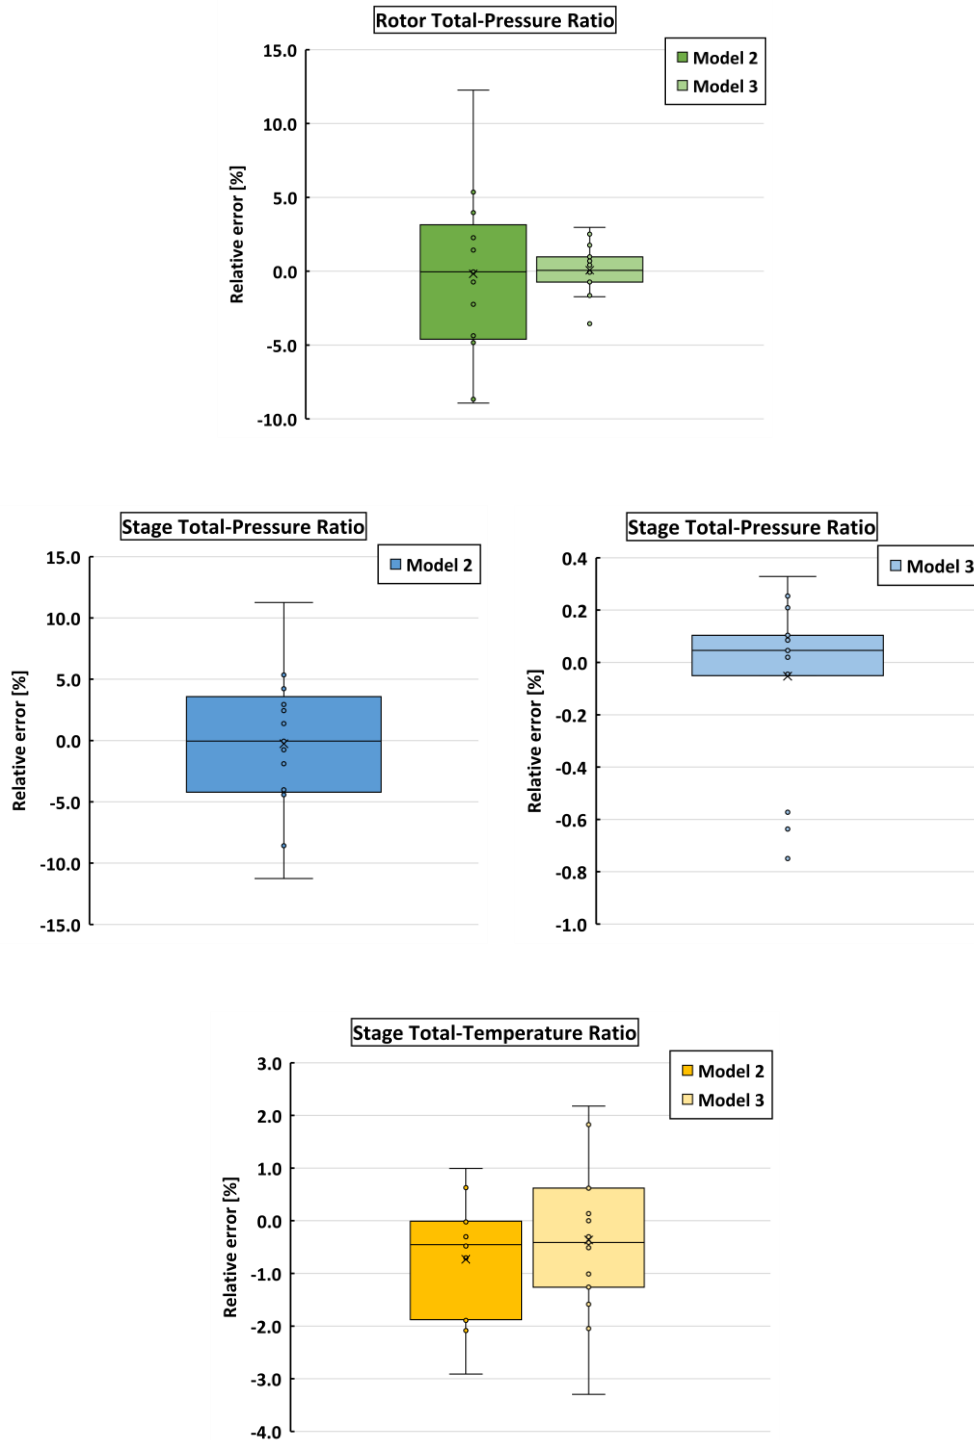 Rotor Total-Pressure Ratio
Model 2
Model 3
Relative error [%]
15.0
10.0
5.0
0.0
-5.0
-10.0
Stage Total-Pressure Ratio
Model 2
Relative error [%]
15.0
10.0
5.0
0.0
-5.0
-10.0
-15.0
Stage Total-Pressure Ratio
Model 3
Relative error [%]
0.4
0.2
0.0
-0.2
-0.4
-0.6
-0.8
-1.0
Stage Total-Temperature Ratio
Model 2
Model 3
Relative error [%]
3.0
2.0
1.0
0.0
-1.0
-2.0
-3.0
-4.0